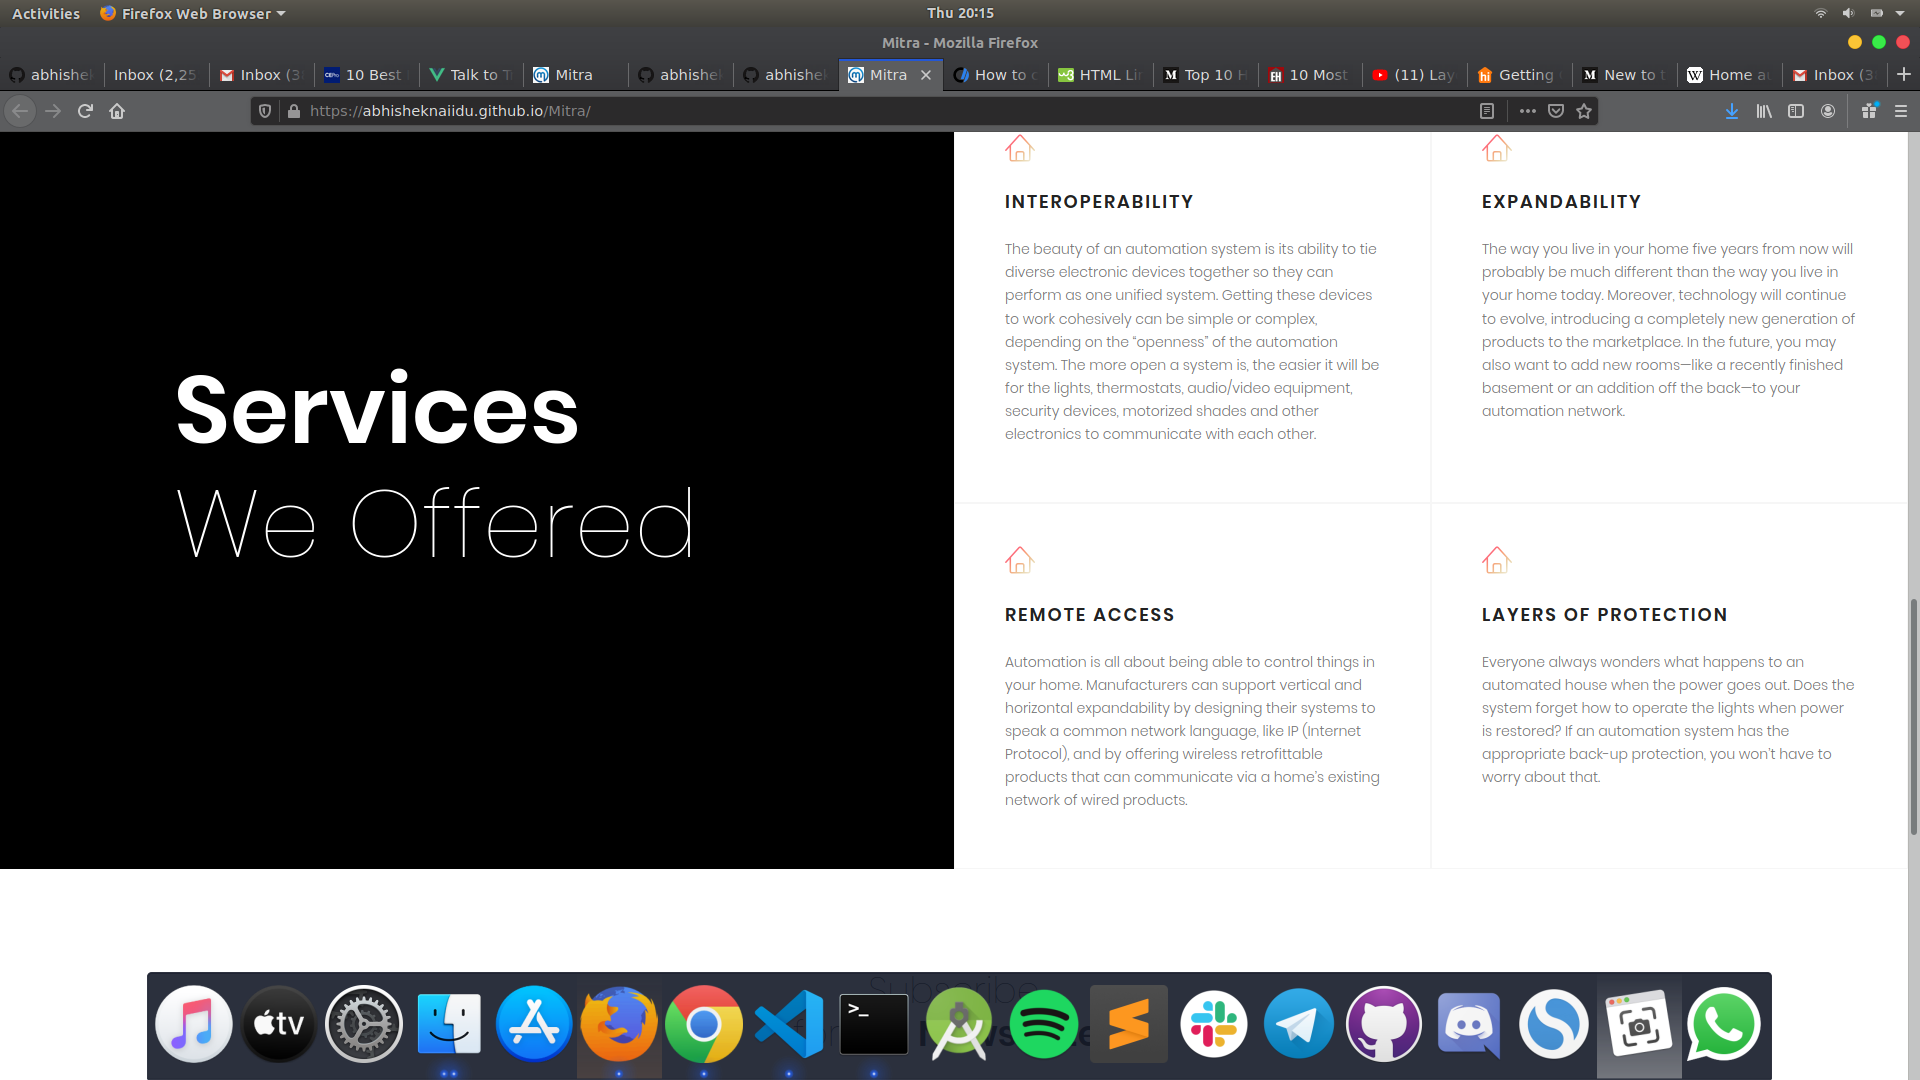 Activities Firefox Web Browser Thu 20:15
Mitra - Mozilla Firefox
abhishek Inbox (2,25 Inbox (3 10 Best Talk to T Mitra abhishek abhishek Mitra How to c HTML Lin Top 10 H 10 Most (11) Lay Getting New to t Home au Inbox (3
https://abhisheknaiidu.github.io/Mitra/
Services
We Offered
INTEROPERABILITY
The beauty of an automation system is its ability to tie
diverse electronic devices together so they can
perform as one unified system. Getting these devices
to work cohesively can be simple or complex,
depending on the “openness” of the automation
system. The more open a system is, the easier it will be
for the lights, thermostats, audio/video equipment,
security devices, motorized shades and other
electronics to communicate with each other.
EXPANDABILITY
The way you live in your home five years from now will
probably be much different than the way you live in
your home today. Moreover, technology will continue
to evolve, introducing a completely new generation of
products to the marketplace. In the future, you may
also want to add new rooms—like a recently finished
basement or an addition off the back—to your
automation network.
REMOTE ACCESS
Automation is all about being able to control things in
your home. Manufacturers can support vertical and
horizontal expandability by designing their systems to
speak a common network language, like IP (Internet
Protocol), and by offering wireless retrofittable
products that can communicate via a home’s existing
network of wired products.
LAYERS OF PROTECTION
Everyone always wonders what happens to an
automated house when the power goes out. Does the
system forget how to operate the lights when power
is restored? If an automation system has the
appropriate back-up protection, you won’t have to
worry about that.
Subscribe
tv
>_